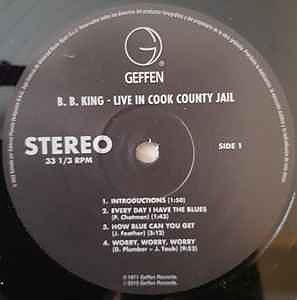 GEFFEN
®
B. B. KING - LIVE IN COOK COUNTY JAIL
STEREO
33 1/3 RPM
SIDE 1
1. INTRODUCTIONS (1:50)
2. EVERY DAY I HAVE THE BLUES
(P. Chatman) (1:43)
3. HOW BLUE CAN YOU GET
(J. Feather) (3:12)
4. WORRY, WORRY, WORRY
(D. Plumber - J. Taub) (9:52)
℗ 1971 Geffen Records.
© 2015 Geffen Records.